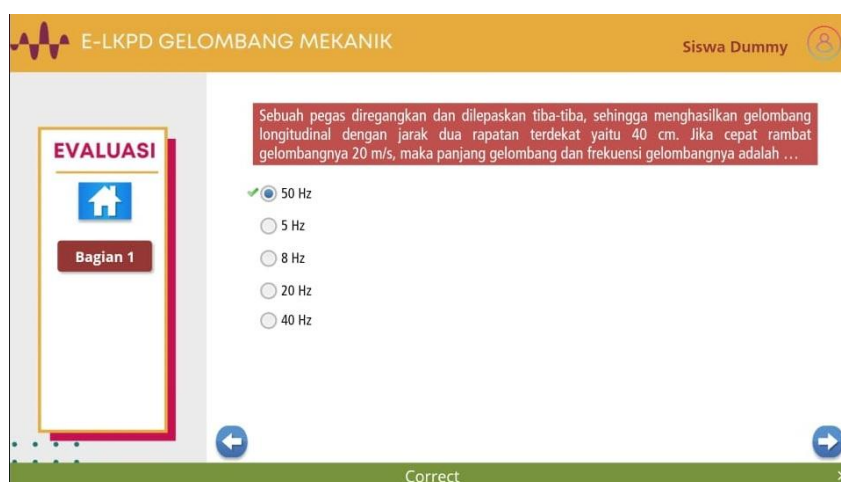 E-LKPD GELOMBANG MEKANIK
Siswa Dummy
EVALUASI
Bagian 1
Sebuah pegas diregangkan dan dilepaskan tiba-tiba, sehingga menghasilkan gelombang
longitudinal dengan jarak dua rapatan terdekat yaitu 40 cm. Jika cepat rambat
gelombangnya 20 m/s, maka panjang gelombang dan frekuensi gelombangnya adalah …
50 Hz
5 Hz
8 Hz
20 Hz
40 Hz
Correct